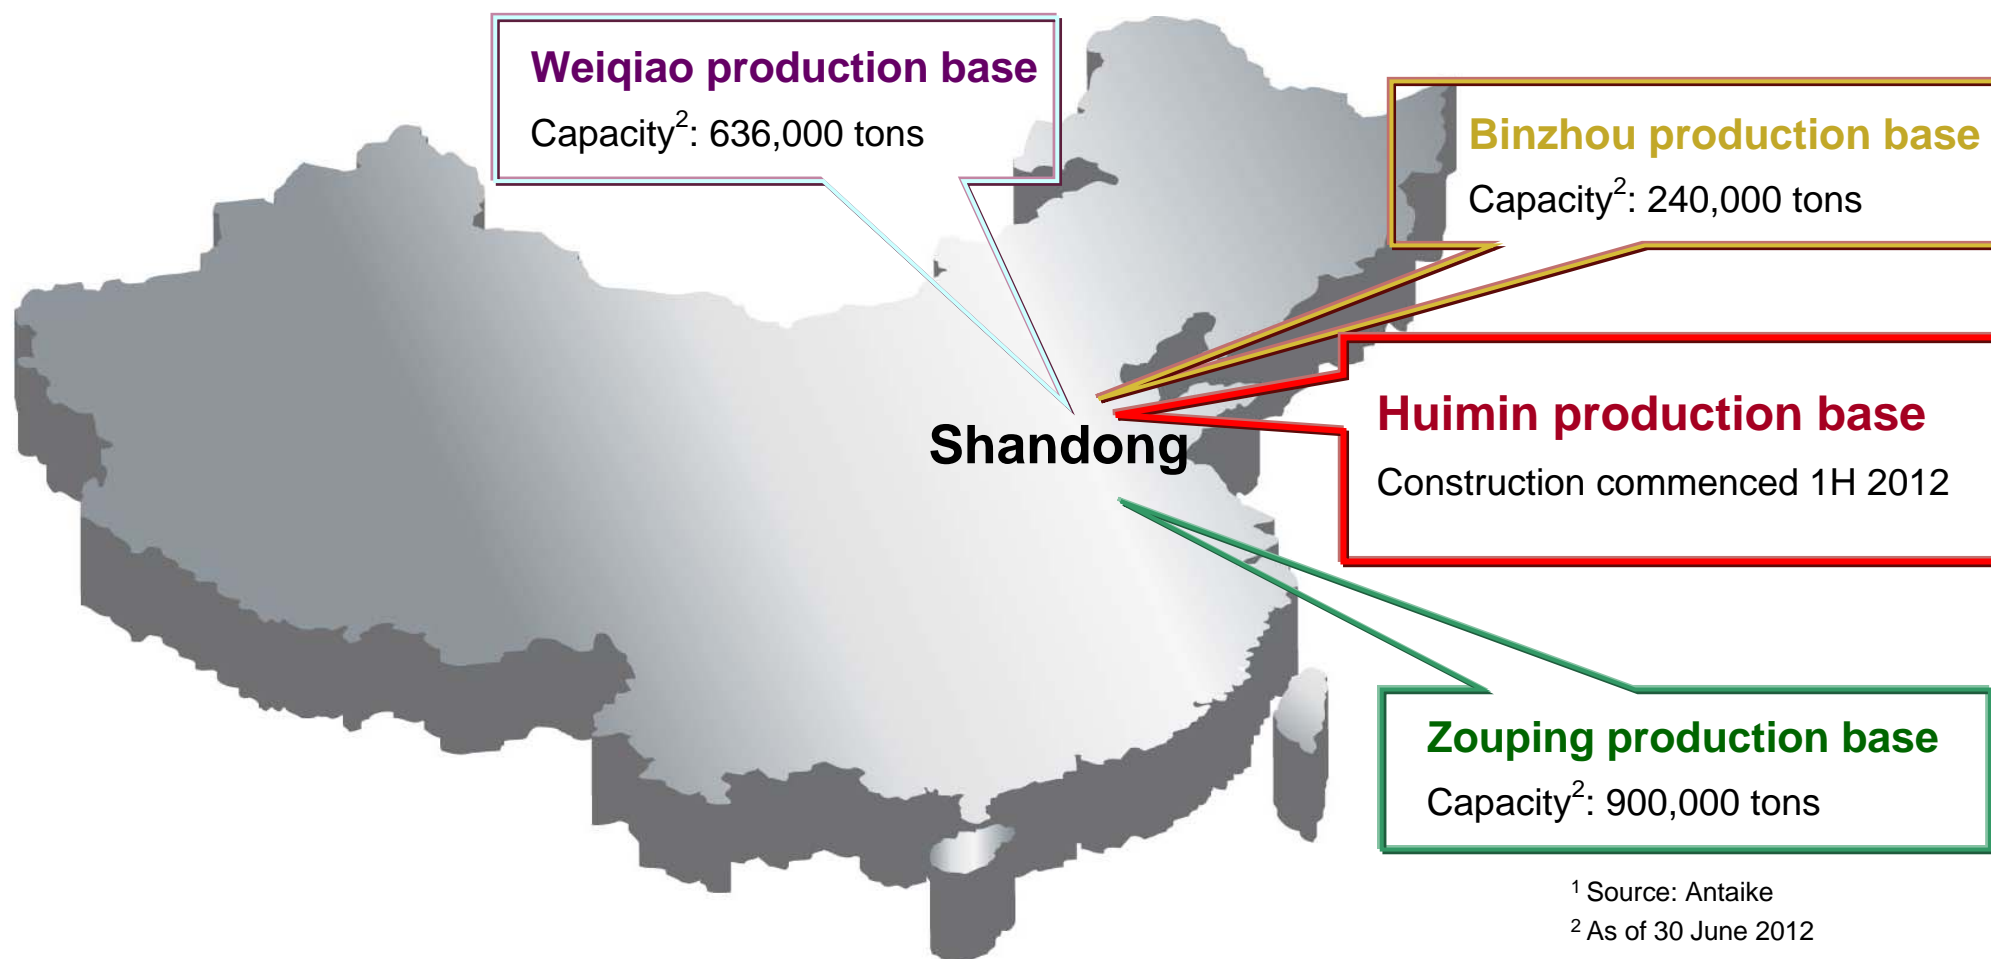 Weiqiao production base
Capacity²: 636,000 tons
Binzhou production base
Capacity²: 240,000 tons
Huimin production base
Construction commenced 1H 2012
Shandong
Zouping production base
Capacity²: 900,000 tons
¹ Source: Antaike
² As of 30 June 2012